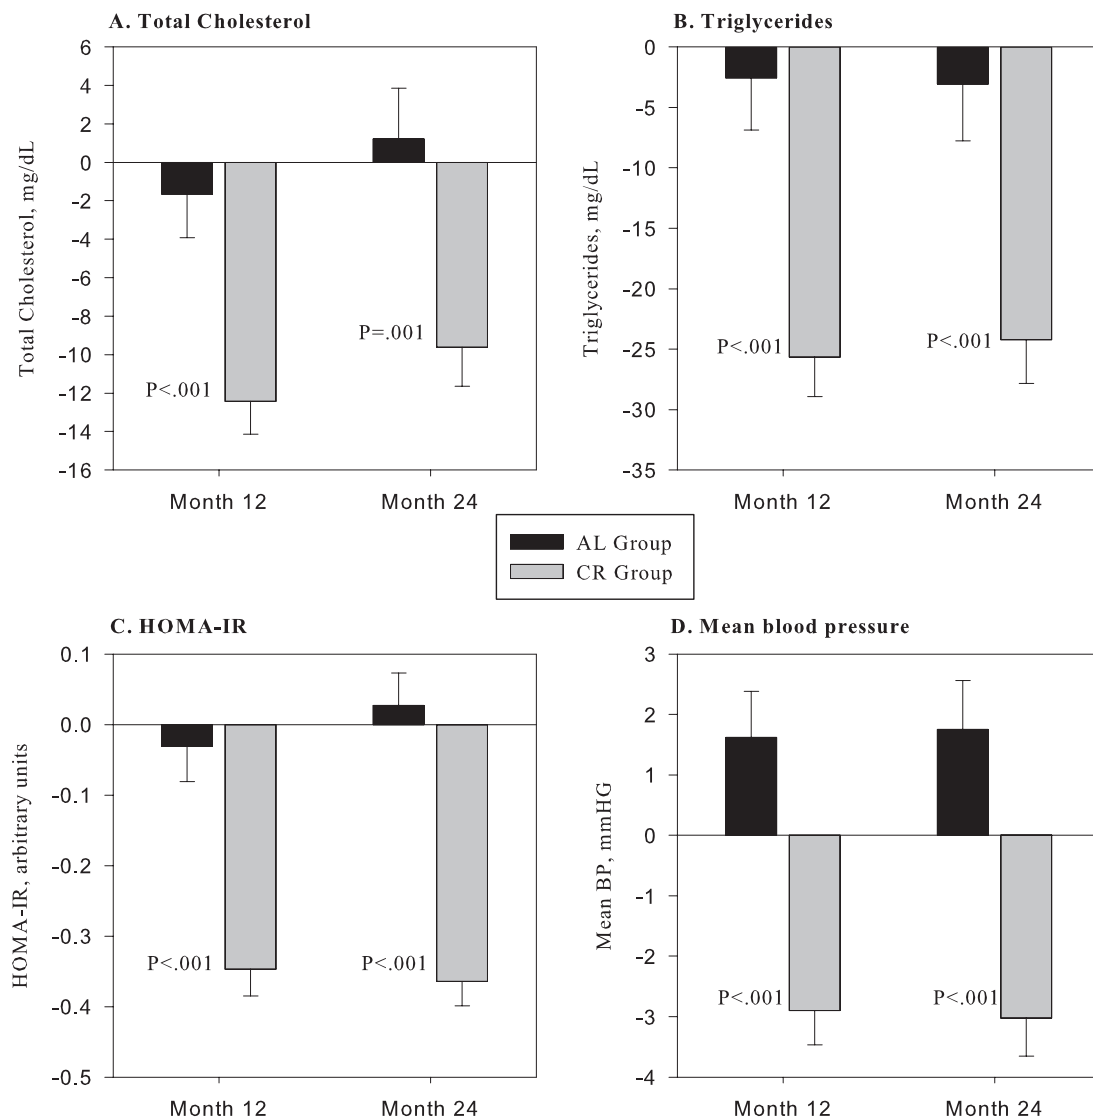 A. Total Cholesterol
Total Cholesterol, mg/dL
6
4
2
0
-2
-4
-6
-8
-10
-12
-14
-16
P<.001
P=.001
Month 12
Month 24
B. Triglycerides
Triglycerides, mg/dL
0
-5
-10
-15
-20
-25
-30
-35
P<.001
P<.001
Month 12
Month 24
AL Group
CR Group
C. HOMA-IR
HOMA-IR, arbitrary units
0.1
0.0
-0.1
-0.2
-0.3
-0.4
-0.5
P<.001
P<.001
Month 12
Month 24
D. Mean blood pressure
Mean BP, mmHG
3
2
1
0
-1
-2
-3
-4
P<.001
P<.001
Month 12
Month 24